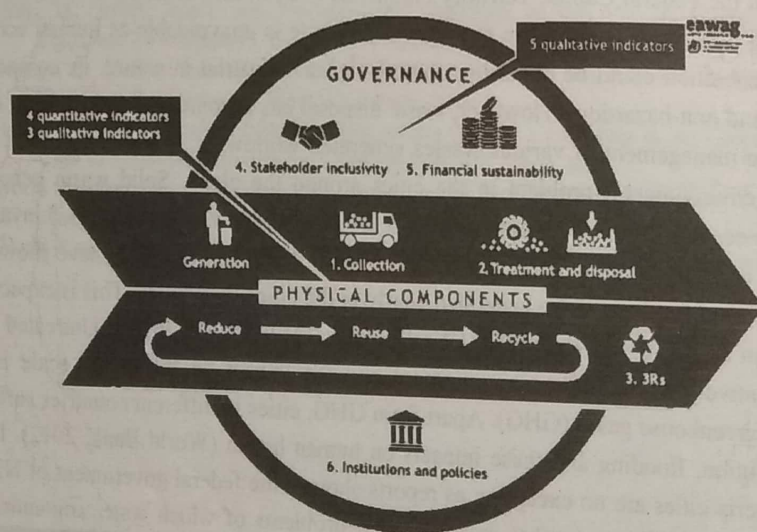 eawag
5 qualitative indicators
GOVERNANCE
4 quantitative indicators
3 qualitative indicators
4. Stakeholder inclusivity
5. Financial sustainability
Generation
1. Collection
2. Treatment and disposal
PHYSICAL COMPONENTS
Reduce
Reuse
Recycle
3. 3Rs
6. Institutions and policies